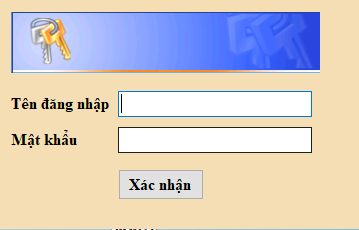 Tên đăng nhập
Mật khẩu
Xác nhận